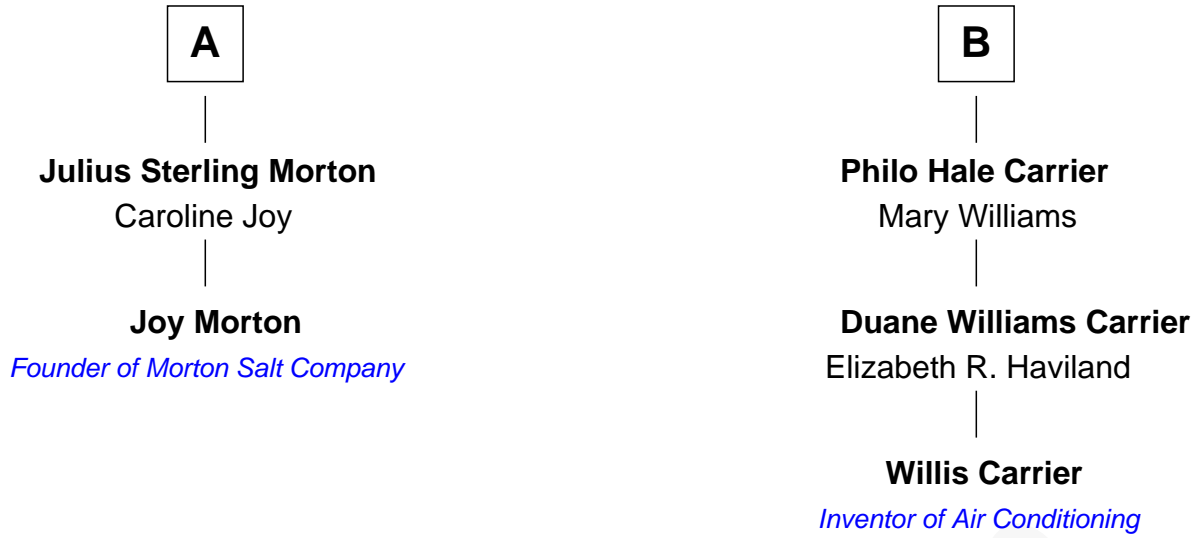 A
Julius Sterling Morton
Caroline Joy
Joy Morton
Founder of Morton Salt Company
B
Philo Hale Carrier
Mary Williams
Duane Williams Carrier
Elizabeth R. Haviland
Willis Carrier
Inventor of Air Conditioning